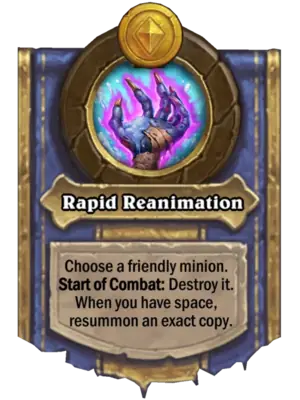 Rapid Reanimation
Choose a friendly minion.
Start of Combat: Destroy it.
When you have space,
resummon an exact copy.